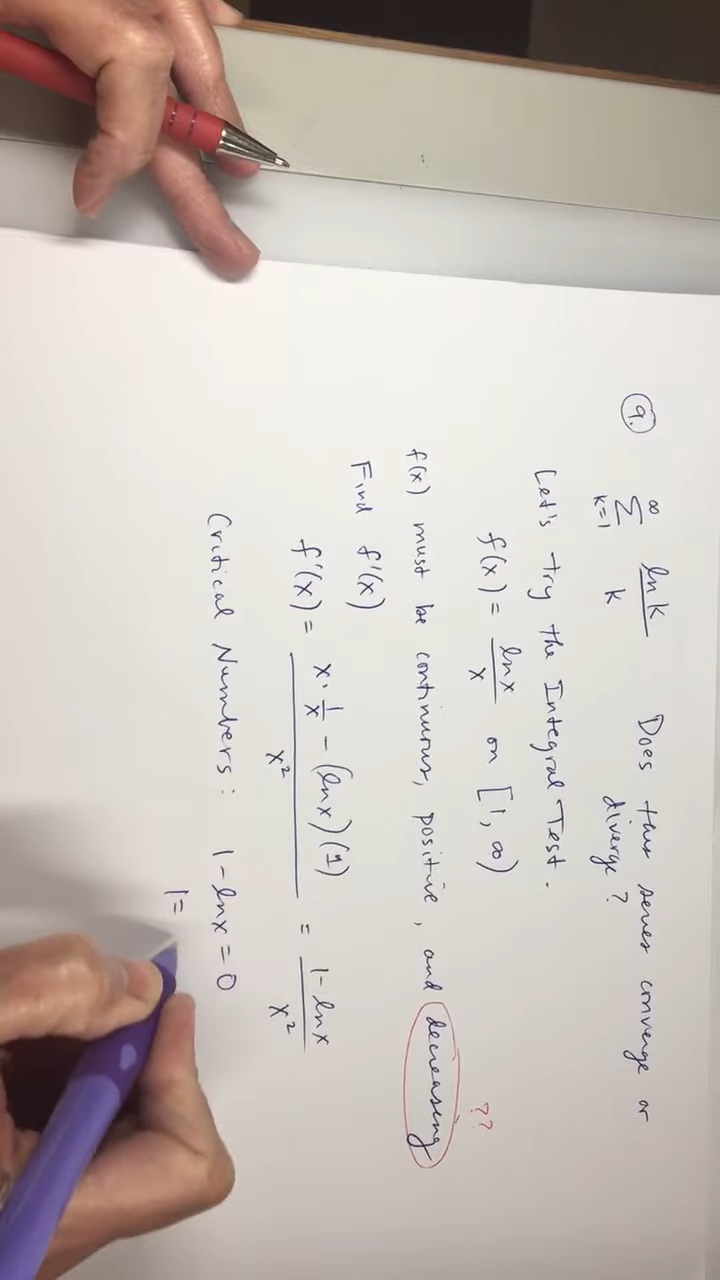 9. ∞ Σ k=1 ln k / k Does this series converge or
diverge?
Let's try the Integral Test.
f(x) = ln x / x on [1, ∞)
??
f(x) must be continuous, positive, and decreasing
Find f'(x)
f'(x) = x · 1/x - (ln x)(1) / x² = 1 - ln x / x²
Critical Numbers: 1 - ln x = 0
1 =